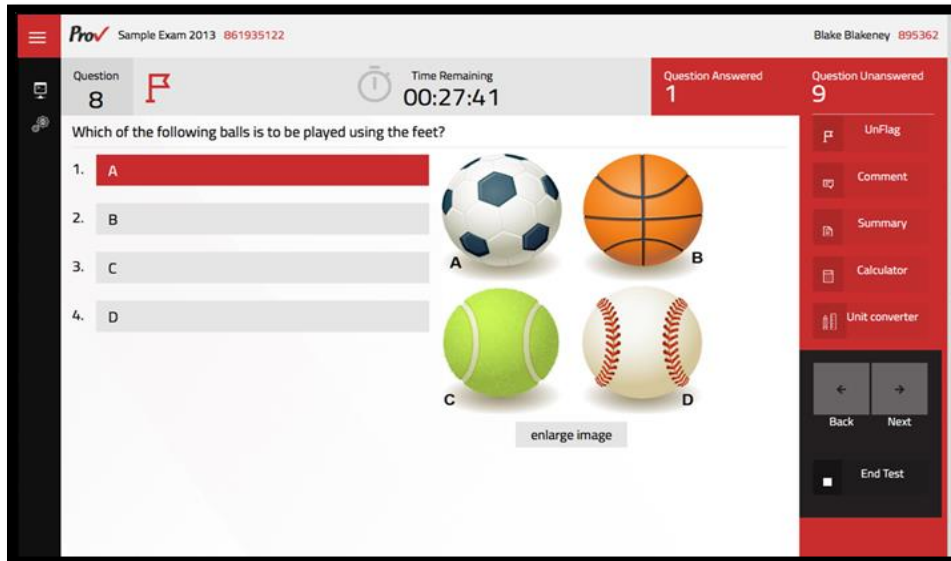 Prov Sample Exam 2013 861935122
Blake Blakeney 895362
Question
8
Time Remaining
00:27:41
Question Answered
1
Question Unanswered
9
Which of the following balls is to be played using the feet?
1. A
2. B
3. C
4. D
A
B
C
D
enlarge image
UnFlag
Comment
Summary
Calculator
Unit converter
Back
Next
End Test